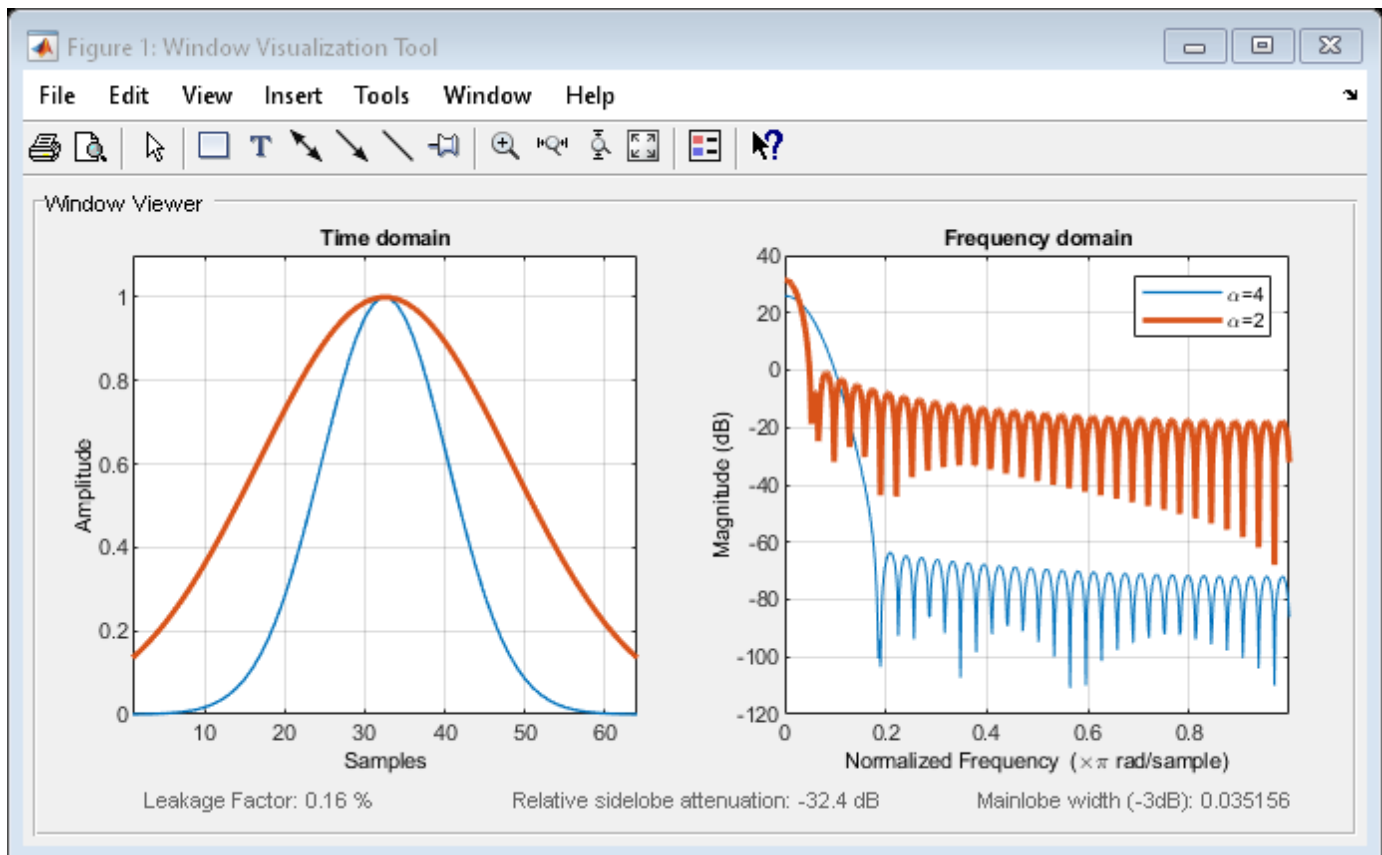 Figure 1: Window Visualization Tool
File Edit View Insert Tools Window Help
T
?
Window Viewer
Time domain
1
0.8
0.6
0.4
0.2
0
Amplitude
10 20 30 40 50 60
Samples
Frequency domain
40
20
0
-20
-40
-60
-80
-100
-120
Magnitude (dB)
α=4
α=2
0 0.2 0.4 0.6 0.8
Normalized Frequency (×π rad/sample)
Leakage Factor: 0.16 % Relative sidelobe attenuation: -32.4 dB Mainlobe width (-3dB): 0.035156